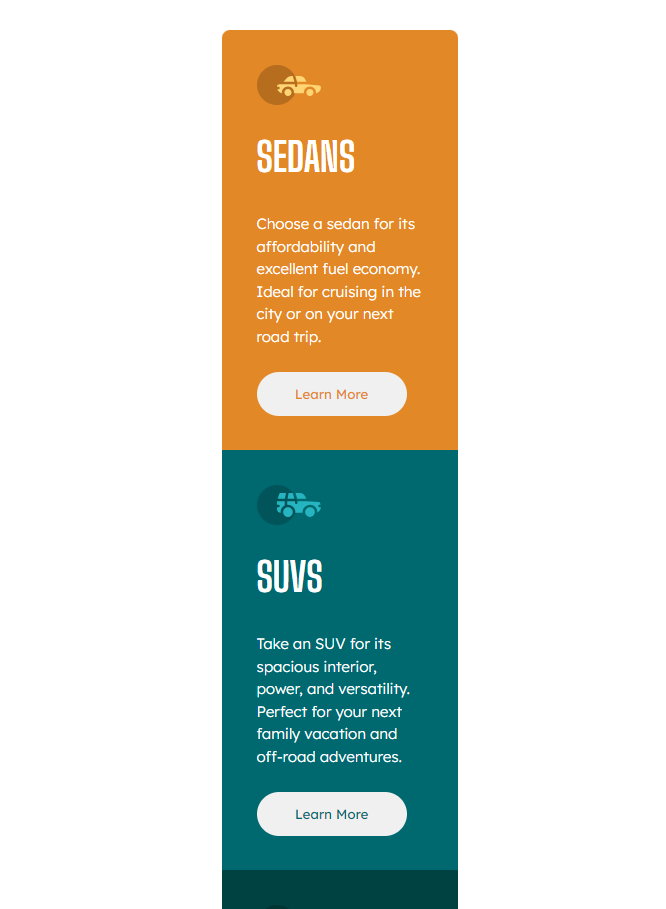 SEDANS
Choose a sedan for its
affordability and
excellent fuel economy.
Ideal for cruising in the
city or on your next
road trip.
Learn More
SUVS
Take an SUV for its
spacious interior,
power, and versatility.
Perfect for your next
family vacation and
off-road adventures.
Learn More